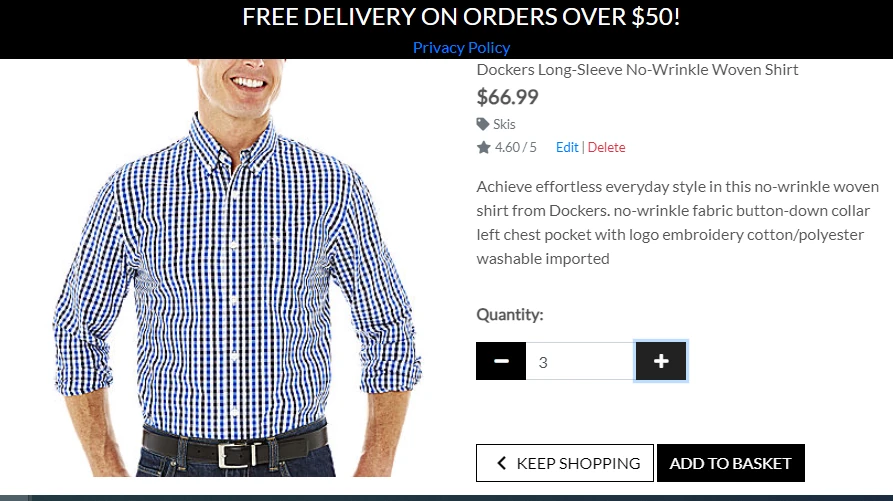 FREE DELIVERY ON ORDERS OVER $50!
Privacy Policy
Dockers Long-Sleeve No-Wrinkle Woven Shirt
$66.99
Skis
4.60 / 5 Edit | Delete
Achieve effortless everyday style in this no-wrinkle woven
shirt from Dockers. no-wrinkle fabric button-down collar
left chest pocket with logo embroidery cotton/polyester
washable imported
Quantity:
3
KEEP SHOPPING ADD TO BASKET